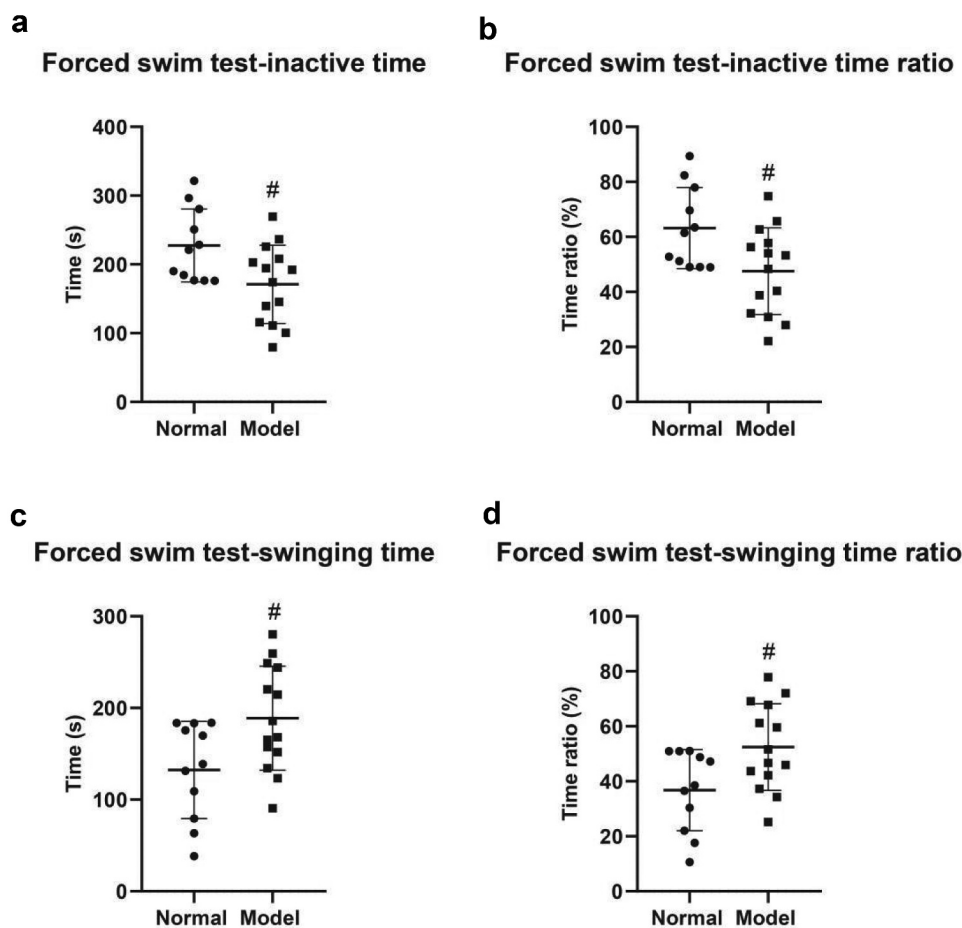 a
Forced swim test-inactive time
400
300
200
100
0
Time (s)
#
Normal Model
b
Forced swim test-inactive time ratio
100
80
60
40
20
0
Time ratio (%)
#
Normal Model
c
Forced swim test-swinging time
300
200
100
0
Time (s)
#
Normal Model
d
Forced swim test-swinging time ratio
100
80
60
40
20
0
Time ratio (%)
#
Normal Model